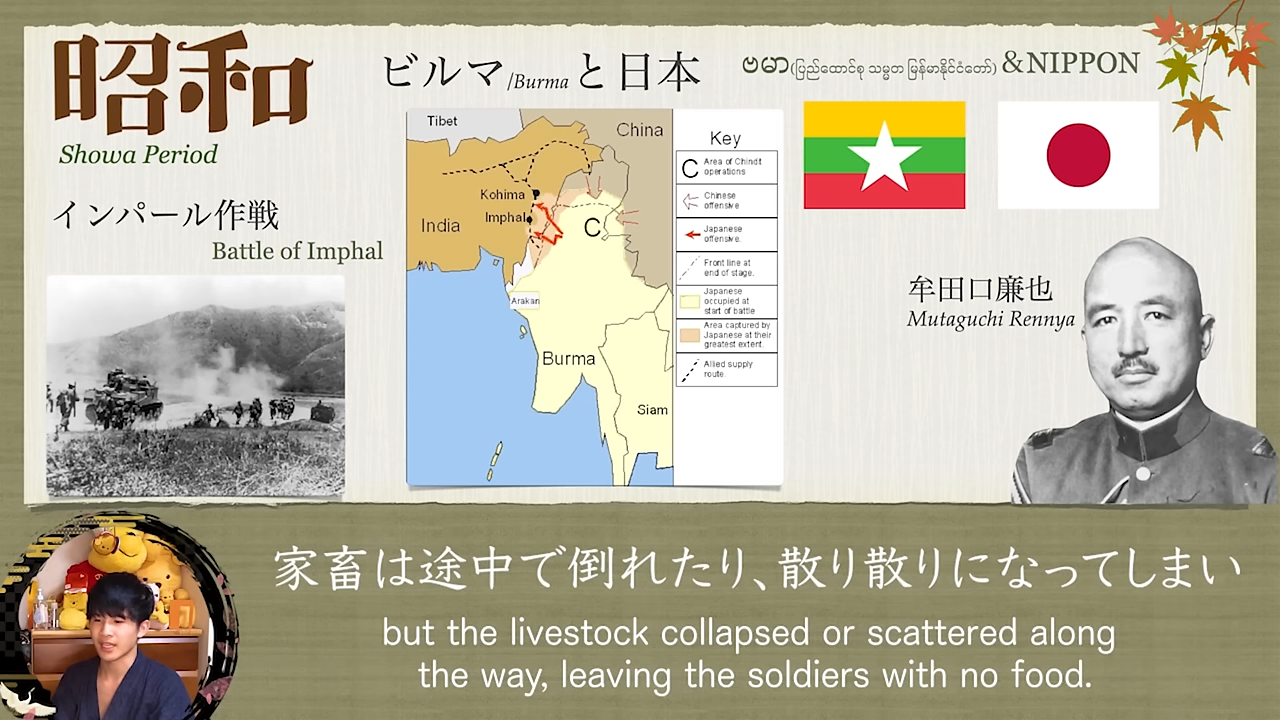 昭和
Showa Period
インパール作戦
Battle of Imphal
ビルマ/Burmaと日本
ဗမာ(ပြည်ထောင်စု သမ္မတ မြန်မာနိုင်ငံတော်)&NIPPON
Tibet
China
Kohima
Imphal
India
C
Arakan
Burma
Siam
Key
C
Area of Chindit
operations
Chinese
offensive
Japanese
offensive.
Front line at
end of stage.
Japanese
occupied at
start of battle
Area captured by
Japanese at their
greatest extent.
Allied supply
route.
牟田口廉也
Mutaguchi Rennya
家畜は途中で倒れたり、散り散りになってしまい
but the livestock collapsed or scattered along
the way, leaving the soldiers with no food.